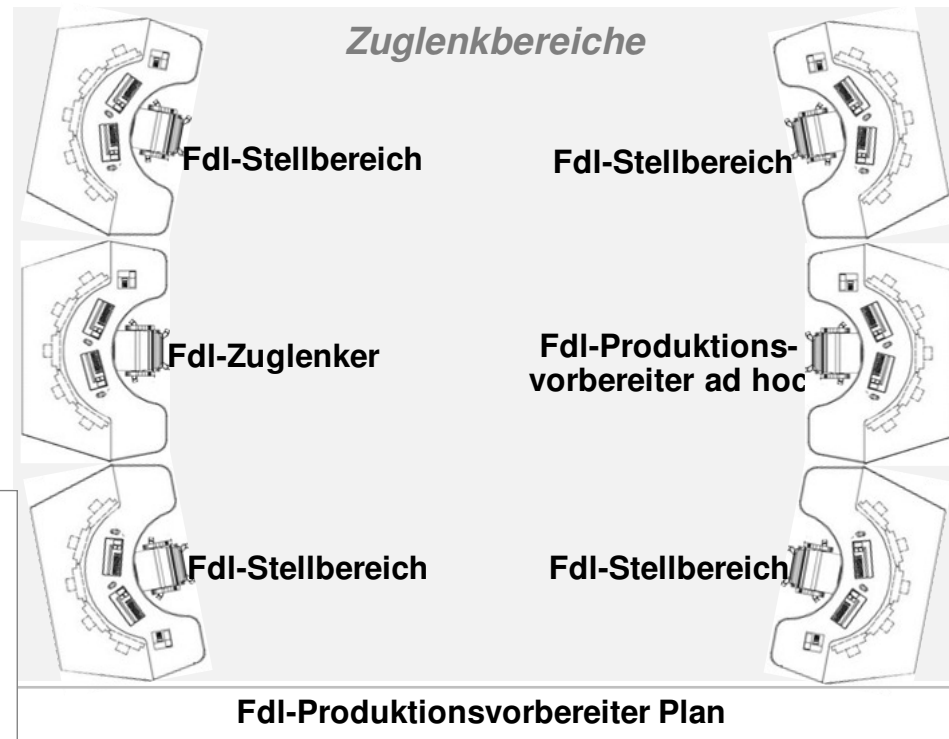 Zuglenkbereiche
Fdl-Stellbereich
Fdl-Stellbereich
Fdl-Zuglenker
Fdl-Produktions-
vorbereiter ad hoc
Fdl-Stellbereich
Fdl-Stellbereich
Fdl-Produktionsvorbereiter Plan